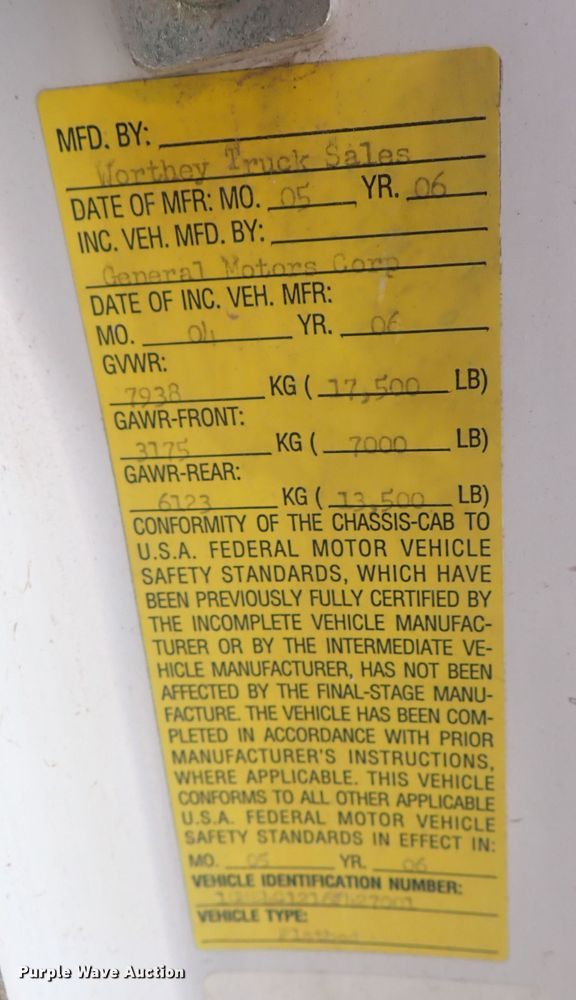 MFD. BY:
Worthey Truck Sales
DATE OF MFR: MO. 05 YR. 06
INC. VEH. MFD. BY:
General Motors Corp
DATE OF INC. VEH. MFR:
MO. 04 YR. 06
GVWR:
7938 KG ( 17,500 LB)
GAWR-FRONT:
3175 KG ( 7000 LB)
GAWR-REAR:
6123 KG ( 13,500 LB)
CONFORMITY OF THE CHASSIS-CAB TO
U.S.A. FEDERAL MOTOR VEHICLE
SAFETY STANDARDS, WHICH HAVE
BEEN PREVIOUSLY FULLY CERTIFIED BY
THE INCOMPLETE VEHICLE MANUFAC-
TURER OR BY THE INTERMEDIATE VE-
HICLE MANUFACTURER, HAS NOT BEEN
AFFECTED BY THE FINAL-STAGE MANU-
FACTURE. THE VEHICLE HAS BEEN COM-
PLETED IN ACCORDANCE WITH PRIOR
MANUFACTURER'S INSTRUCTIONS,
WHERE APPLICABLE. THIS VEHICLE
CONFORMS TO ALL OTHER APPLICABLE
U.S.A. FEDERAL MOTOR VEHICLE
SAFETY STANDARDS IN EFFECT IN:
MO. 05 YR. 06
VEHICLE IDENTIFICATION NUMBER:
VEHICLE TYPE:
Flatbed
Purple Wave Auction